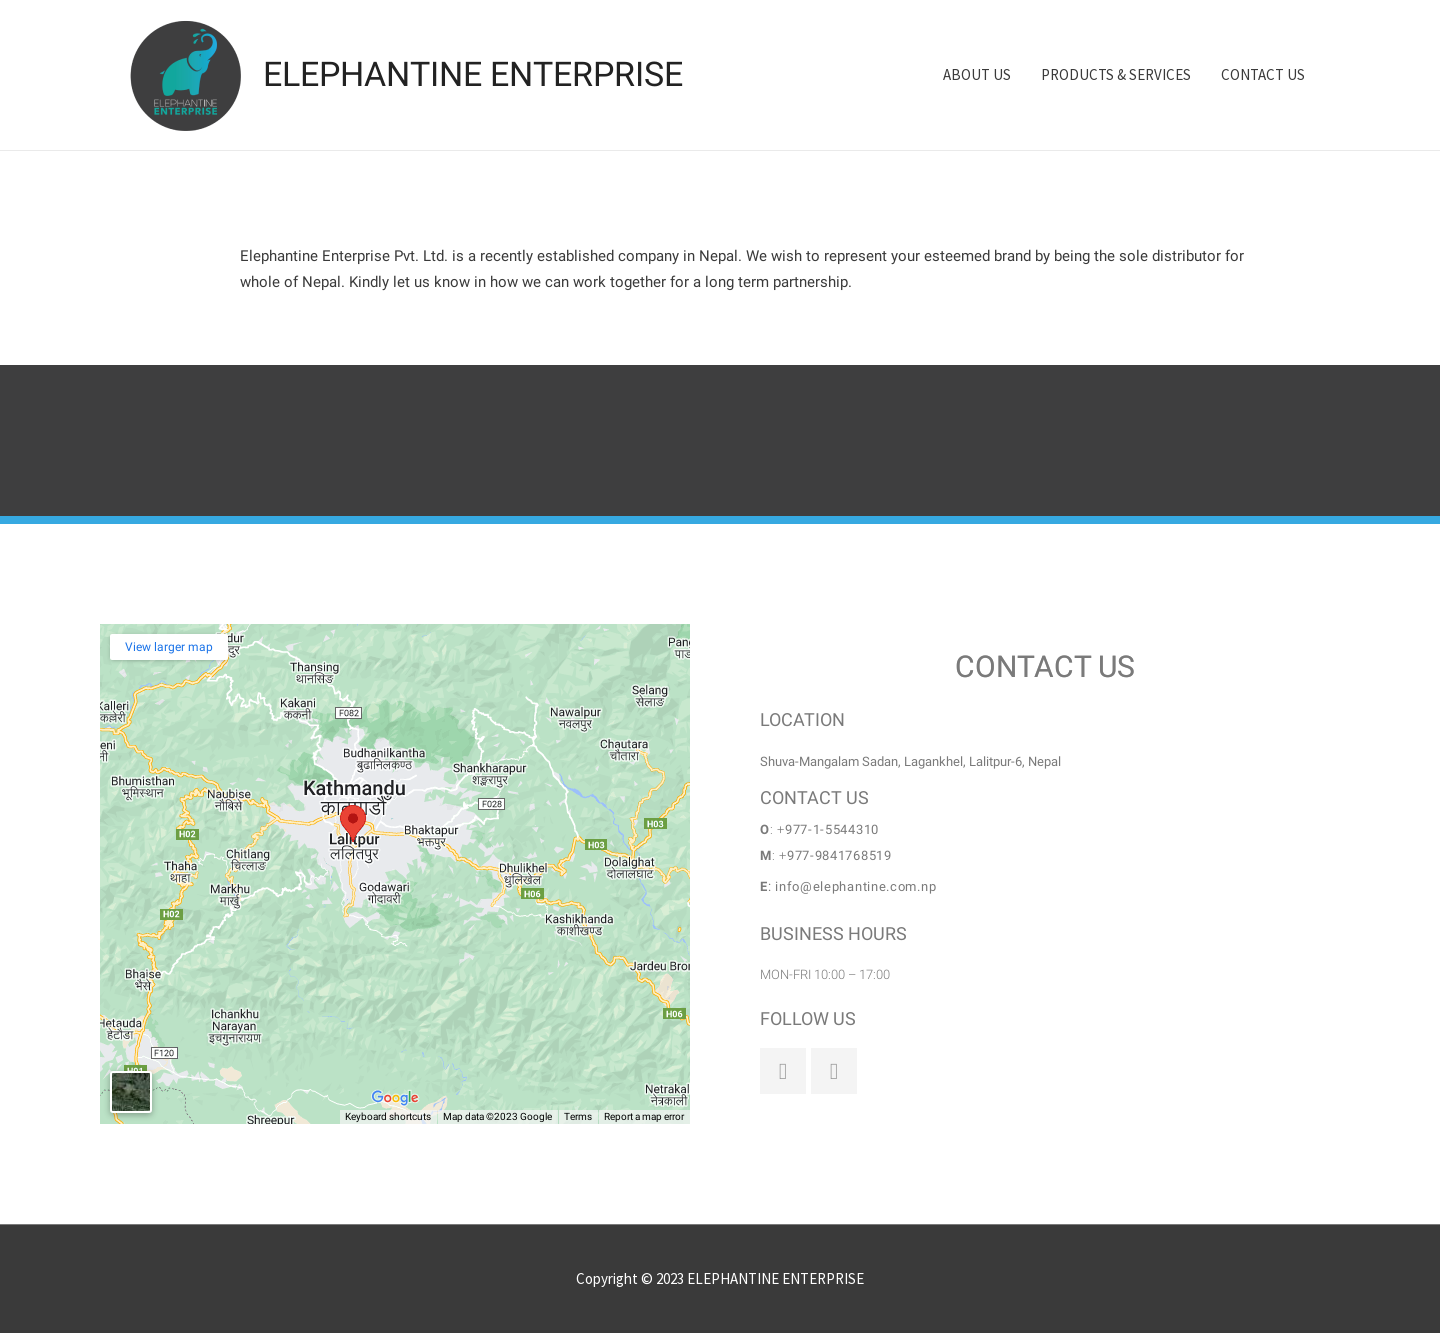 ELEPHANTINE
ENTERPRISE
ELEPHANTINE ENTERPRISE
ABOUT US
PRODUCTS & SERVICES
CONTACT US
Elephantine Enterprise Pvt. Ltd. is a recently established company in Nepal. We wish to represent your esteemed brand by being the sole distributor for
whole of Nepal. Kindly let us know in how we can work together for a long term partnership.
View larger map
Thansing
थानसिङ
Kakani
ककनी
F082
Selang
सेलाङ
Nawalpur
नवलपुर
Chautara
चौतारा
Budhanilkantha
बुढानिलकण्ठ
Shankharapur
शङ्खरापुर
Bhumisthan
भूमिस्थान
Naubise
नौबिसे
Kathmandu
F028
H02
Bhaktapur
भक्तपुर
H03
H03
Lalitpur
ललितपुर
Chitlang
चित्लाङ
Thaha
थाहा
Dhulikhel
धुलिखेल
Dolalghat
दोलालघाट
Markhu
मार्खु
Godawari
गोदावरी
H06
H02
Kashikhanda
काशीखण्ड
Bhaise
भैसे
H06
Ichankhu
Narayan
इचगुनारायण
Hetauda
हेटौडा
F120
H01
Google
Shreepur
Keyboard shortcuts
Map data ©2023 Google
Terms
Report a map error
CONTACT US
LOCATION
Shuva-Mangalam Sadan, Lagankhel, Lalitpur-6, Nepal
CONTACT US
O: +977-1-5544310
M: +977-9841768519
E: info@elephantine.com.np
BUSINESS HOURS
MON-FRI 10:00 – 17:00
FOLLOW US
Copyright © 2023 ELEPHANTINE ENTERPRISE